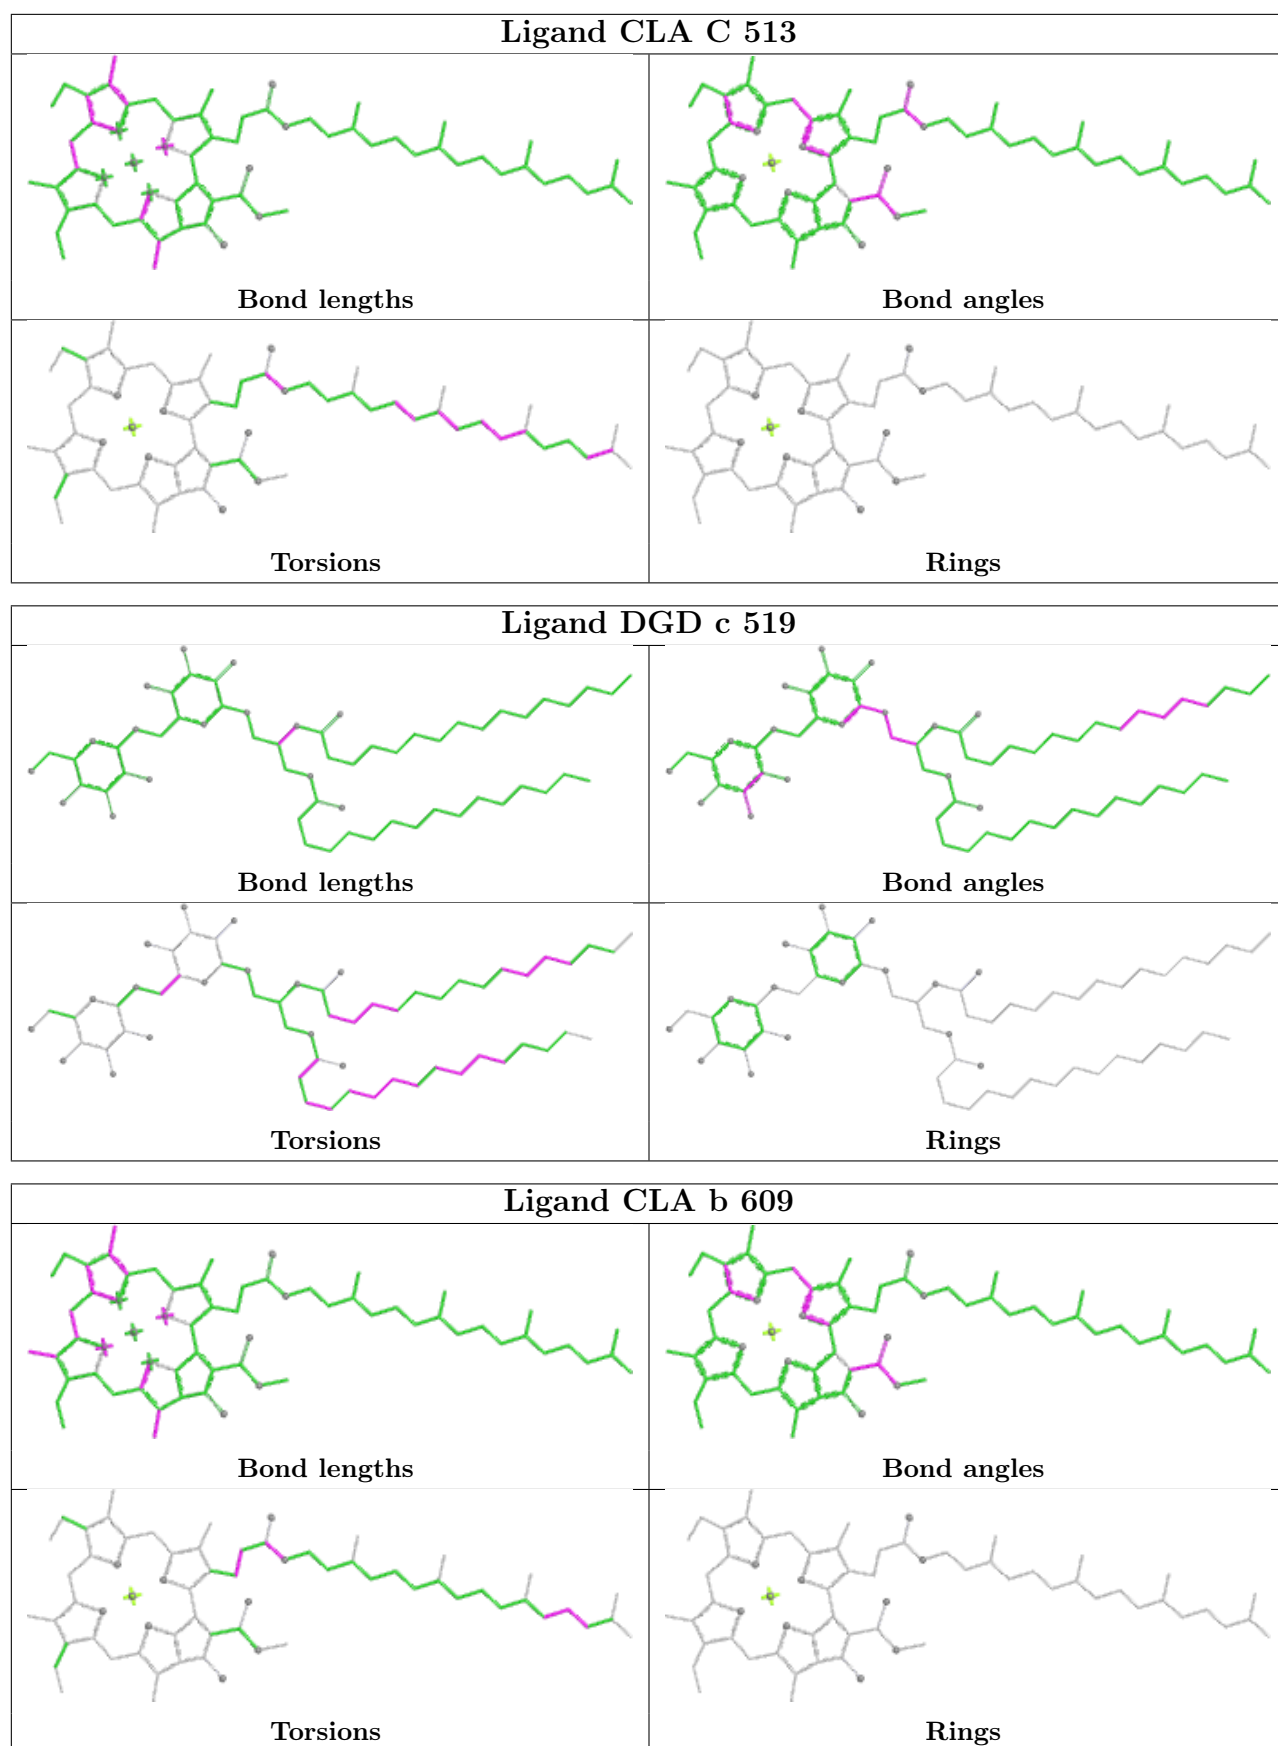 Ligand CLA C 513
Bond lengths
Bond angles
Torsions
Rings
Ligand DGD c 519
Bond lengths
Bond angles
Torsions
Rings
Ligand CLA b 609
Bond lengths
Bond angles
Torsions
Rings